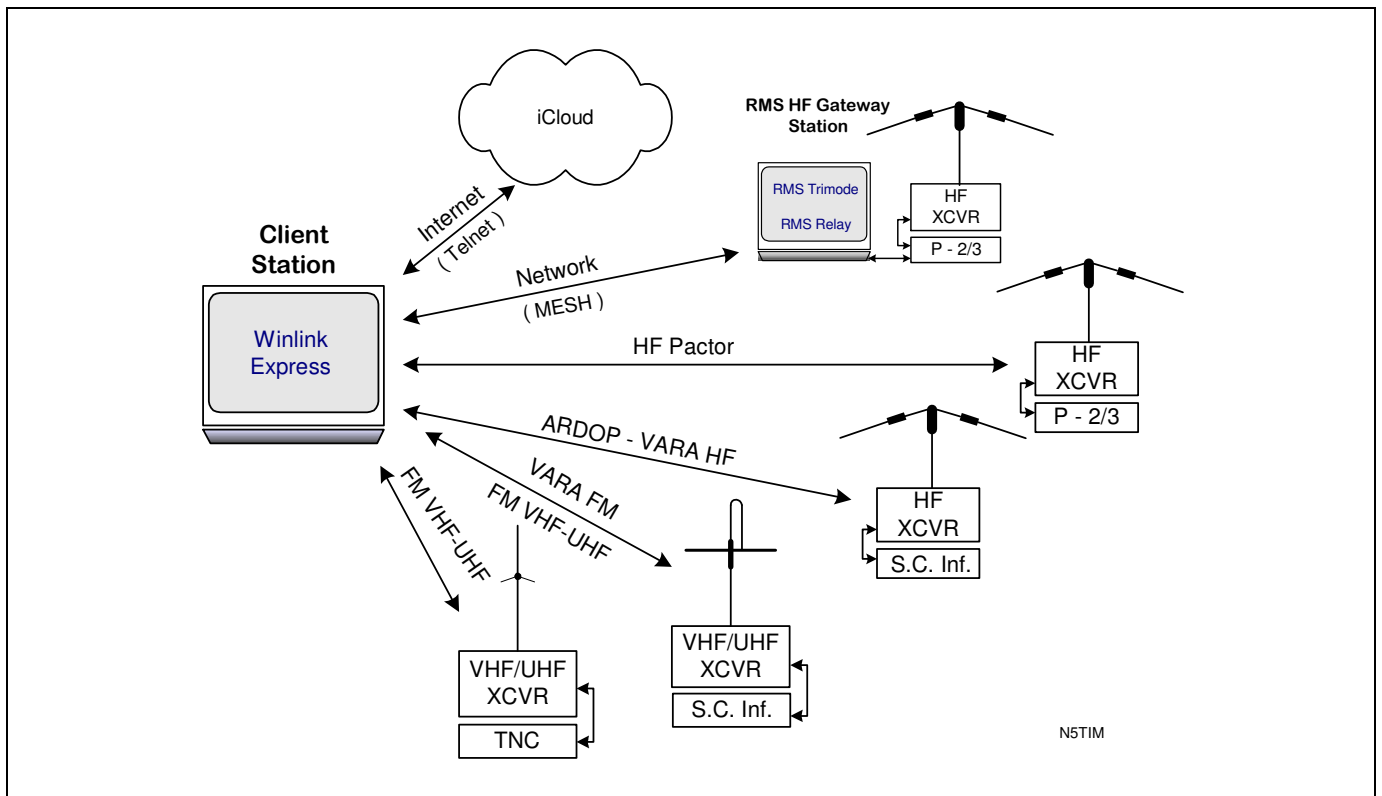 iCloud
RMS HF Gateway
Station
RMS Trimode
RMS Relay
HF
XCVR
P - 2/3
Internet
( Telnet )
Client
Station
Network
( MESH )
Winlink
Express
HF Pactor
HF
XCVR
P - 2/3
ARDOP - VARA HF
HF
XCVR
S.C. Inf.
VARA FM
FM VHF-UHF
FM VHF-UHF
VHF/UHF
XCVR
S.C. Inf.
VHF/UHF
XCVR
TNC
N5TIM